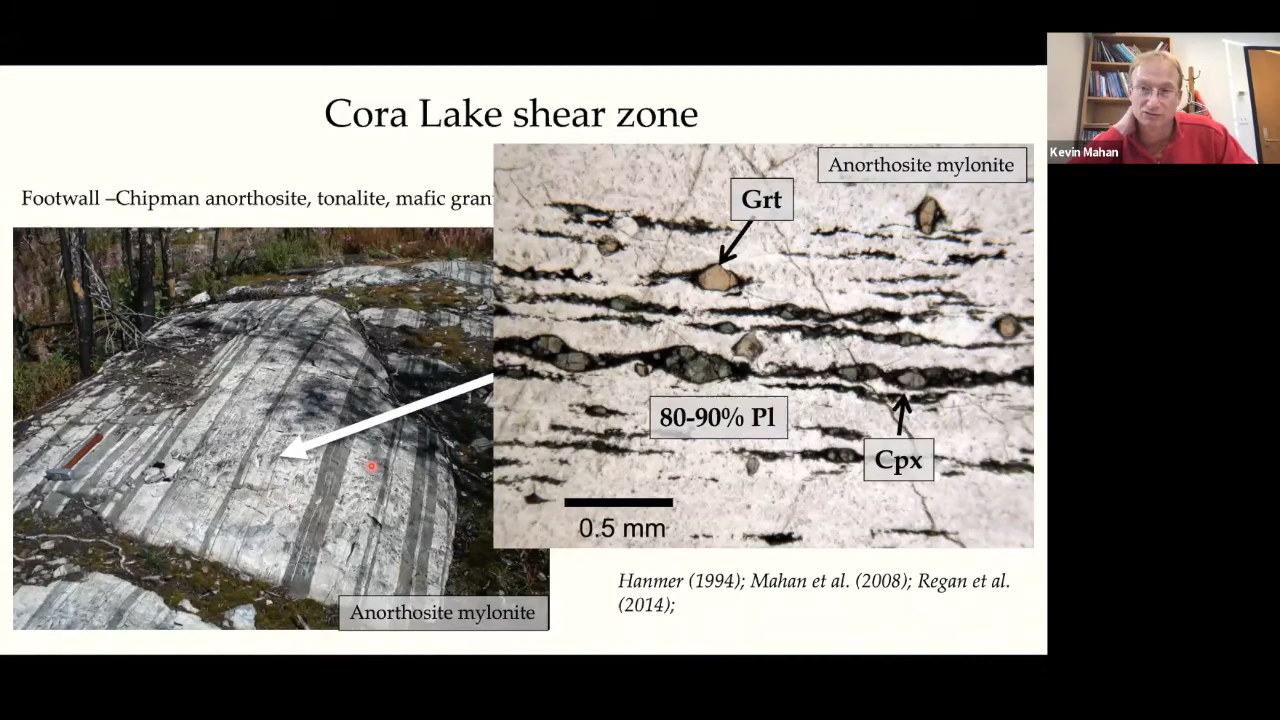 Cora Lake shear zone
Kevin Mahan
Footwall –Chipman anorthosite, tonalite, mafic gran
Anorthosite mylonite
Grt
80-90% Pl
Cpx
0.5 mm
Anorthosite mylonite
Hanmer (1994); Mahan et al. (2008); Regan et al.
(2014);